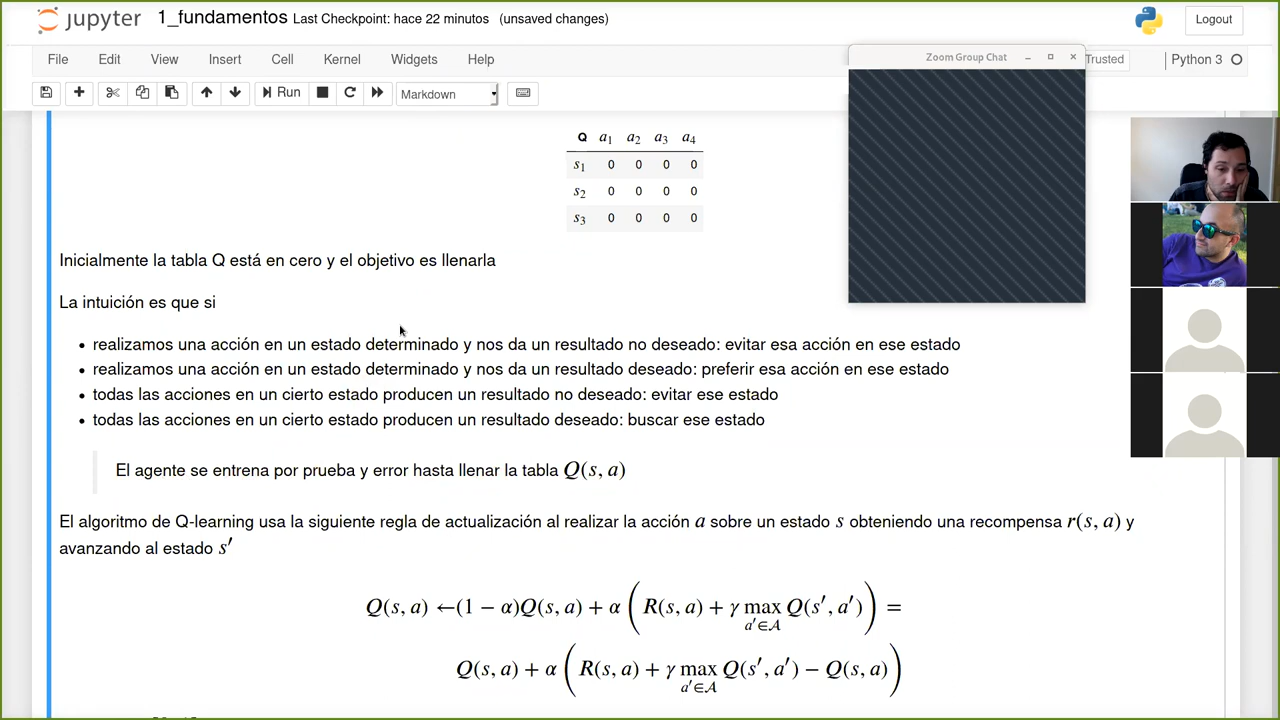 jupyter 1_fundamentos Last Checkpoint: hace 22 minutos (unsaved changes) Logout
File Edit View Insert Cell Kernel Widgets Help Trusted Python 3
Run Markdown
Zoom Group Chat
Q a₁ a₂ a₃ a₄
s₁ 0 0 0 0
s₂ 0 0 0 0
s₃ 0 0 0 0
Inicialmente la tabla Q está en cero y el objetivo es llenarla
La intuición es que si
• realizamos una acción en un estado determinado y nos da un resultado no deseado: evitar esa acción en ese estado
• realizamos una acción en un estado determinado y nos da un resultado deseado: preferir esa acción en ese estado
• todas las acciones en un cierto estado producen un resultado no deseado: evitar ese estado
• todas las acciones en un cierto estado producen un resultado deseado: buscar ese estado
El agente se entrena por prueba y error hasta llenar la tabla Q(s, a)
El algoritmo de Q-learning usa la siguiente regla de actualización al realizar la acción a sobre un estado s obteniendo una recompensa r(s, a) y
avanzando al estado s′
Q(s, a) ←(1 − α)Q(s, a) + α (R(s, a) + γ max Q(s′, a′)) =
a′∈𝒜
Q(s, a) + α (R(s, a) + γ max Q(s′, a′) − Q(s, a))
a′∈𝒜